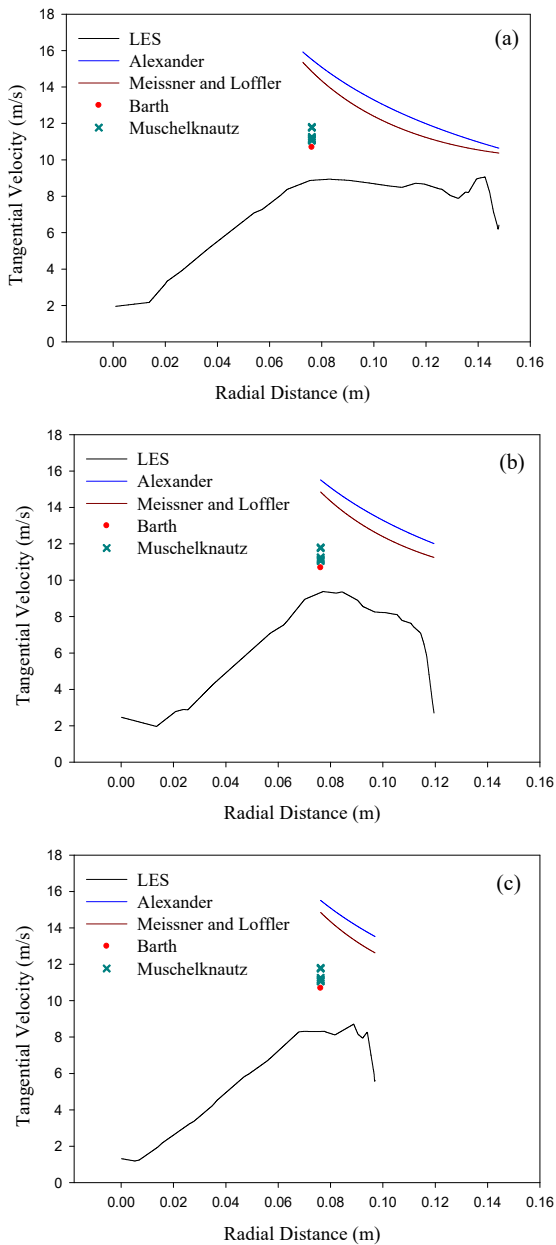 (a)
LES
Alexander
Meissner and Loffler
Barth
Muschelknautz
Tangential Velocity (m/s)
18
16
14
12
10
8
6
4
2
0
0.00 0.02 0.04 0.06 0.08 0.10 0.12 0.14 0.16
Radial Distance (m)
(b)
LES
Alexander
Meissner and Loffler
Barth
Muschelknautz
Tangential Velocity (m/s)
18
16
14
12
10
8
6
4
2
0
0.00 0.02 0.04 0.06 0.08 0.10 0.12 0.14 0.16
Radial Distance (m)
(c)
LES
Alexander
Meissner and Loffler
Barth
Muschelknautz
Tangential Velocity (m/s)
18
16
14
12
10
8
6
4
2
0
0.00 0.02 0.04 0.06 0.08 0.10 0.12 0.14 0.16
Radial Distance (m)